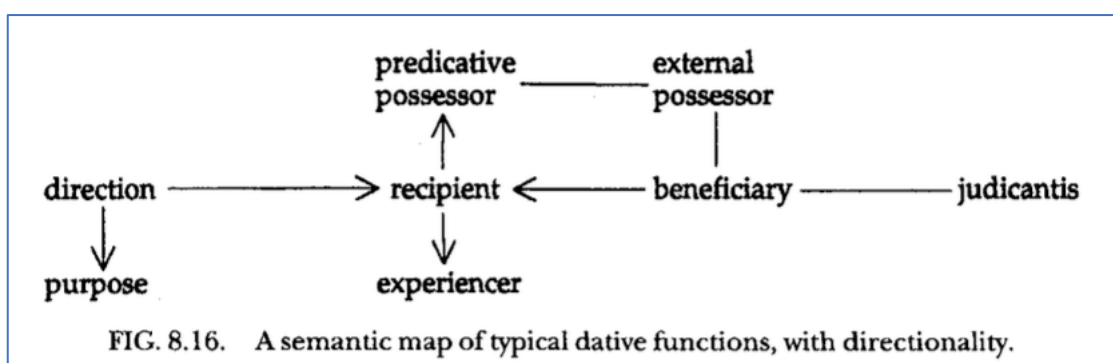 predicative external
possessor possessor
direction recipient beneficiary judicantis
purpose experiencer
FIG. 8.16. A semantic map of typical dative functions, with directionality.